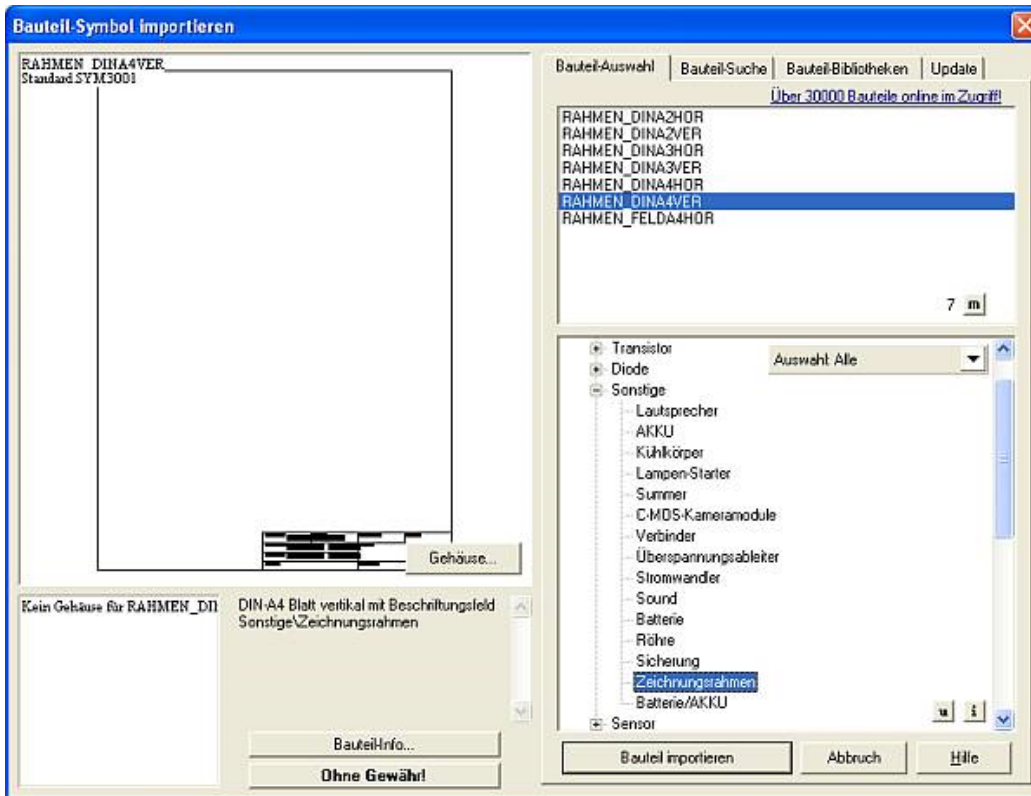 Bauteil-Symbol importieren
RAHMEN_DINA4VER
Standard.SYM3001
Gehäuse...
Kein Gehäuse für RAHMEN_DI
DIN-A4 Blatt vertikal mit Beschriftungsfeld
Sonstige\Zeichnungsrahmen
Bauteil-Info...
Ohne Gewähr!
Bauteil-Auswahl
Bauteil-Suche
Bauteil-Bibliotheken
Update
Über 30000 Bauteile online im Zugriff!
RAHMEN_DINA2HOR
RAHMEN_DINA2VER
RAHMEN_DINA3HOR
RAHMEN_DINA3VER
RAHMEN_DINA4HOR
RAHMEN_DINA4VER
RAHMEN_FELDA4HOR
7 m
Auswahl: Alle
Transistor
Diode
Sonstige
Lautsprecher
AKKU
Kühlkörper
Lampen-Starter
Summer
C-MOS-Kameramodule
Verbinder
Überspannungsableiter
Stromwandler
Sound
Batterie
Röhre
Sicherung
Zeichnungsrahmen
Batterie/AKKU
Sensor
u i
Bauteil importieren
Abbruch
Hilfe